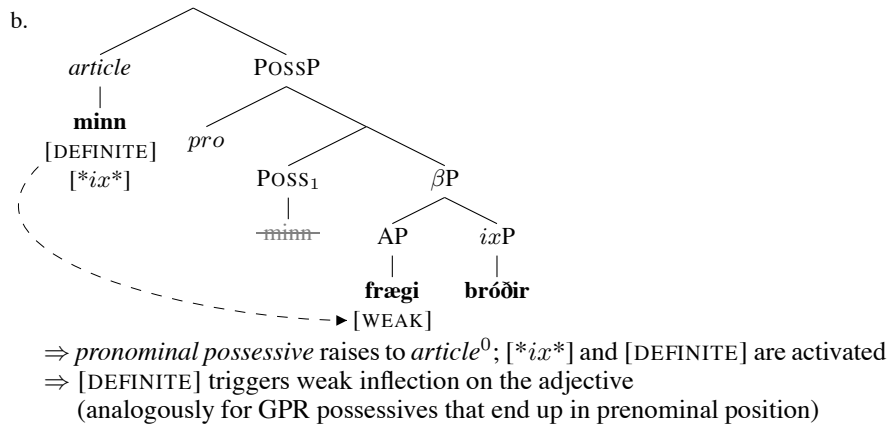 b.
article POSSP
minn
[DEFINITE] pro
[*ix*] POSS₁ βP
minn AP ixP
frægi bróðir
[WEAK]
⇒ pronominal possessive raises to article⁰; [*ix*] and [DEFINITE] are activated
⇒ [DEFINITE] triggers weak inflection on the adjective
(analogously for GPR possessives that end up in prenominal position)